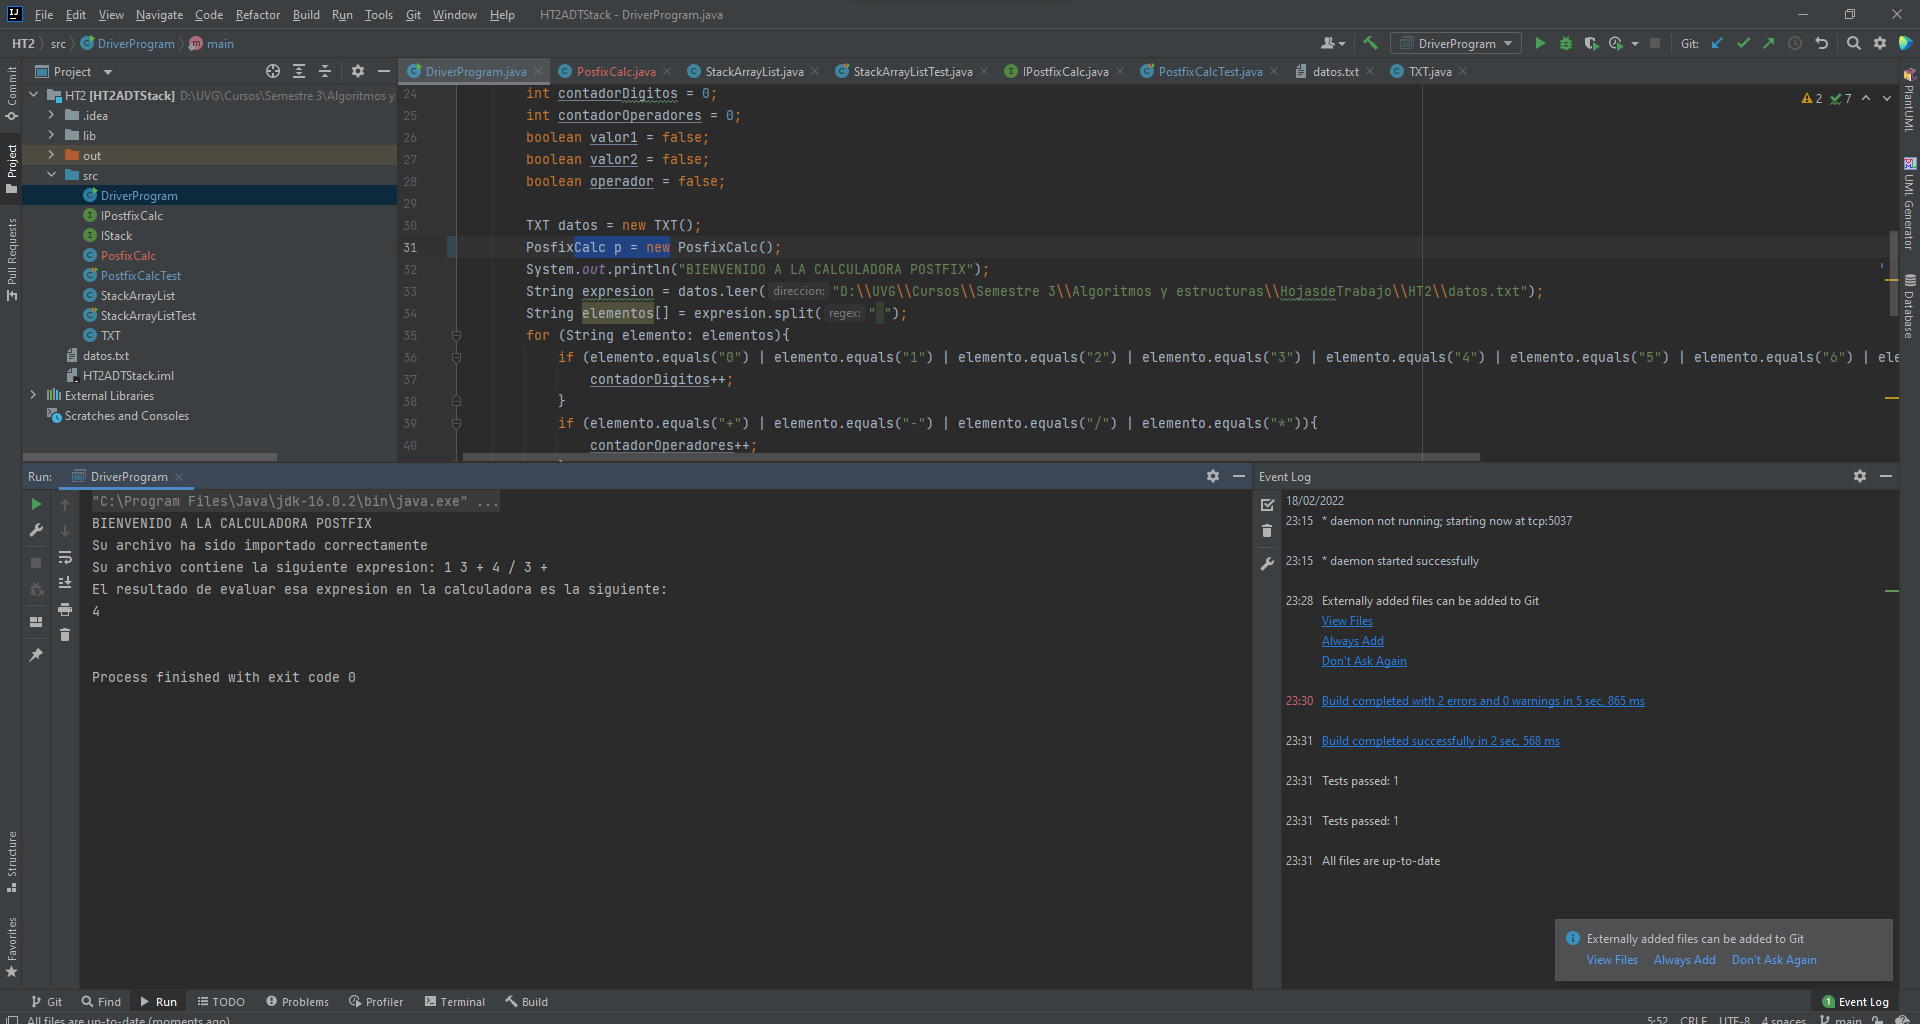 File Edit View Navigate Code Refactor Build Run Tools Git Window Help HT2ADTStack - DriverProgram.java
HT2 src DriverProgram main
DriverProgram Git:
Project
DriverProgram.java PosfixCalc.java StackArrayList.java StackArrayListTest.java IPostfixCalc.java PostfixCalcTest.java datos.txt TXT.java
Commit
Project
Pull Requests
Structure
Favorites
HT2 [HT2ADTStack] D:\UVG\Cursos\Semestre 3\Algoritmos y
.idea
lib
out
src
DriverProgram
IPostfixCalc
IStack
PosfixCalc
PostfixCalcTest
StackArrayList
StackArrayListTest
TXT
datos.txt
HT2ADTStack.iml
External Libraries
Scratches and Consoles
2 7
24 int contadorDigitos = 0;
25 int contadorOperadores = 0;
26 boolean valor1 = false;
27 boolean valor2 = false;
28 boolean operador = false;
29
30 TXT datos = new TXT();
31 PosfixCalc p = new PosfixCalc();
32 System.out.println("BIENVENIDO A LA CALCULADORA POSTFIX");
33 String expresion = datos.leer( direccion: "D:\\UVG\\Cursos\\Semestre 3\\Algoritmos y estructuras\\HojasdeTrabajo\\HT2\\datos.txt");
34 String elementos[] = expresion.split( regex: " ");
35 for (String elemento: elementos){
36 if (elemento.equals("0") | elemento.equals("1") | elemento.equals("2") | elemento.equals("3") | elemento.equals("4") | elemento.equals("5") | elemento.equals("6") | ele
37 contadorDigitos++;
38 }
39 if (elemento.equals("+") | elemento.equals("-") | elemento.equals("/") | elemento.equals("*")){
40 contadorOperadores++;
PlantUML
UML Generator
Database
Run: DriverProgram
"C:\Program Files\Java\jdk-16.0.2\bin\java.exe" ...
BIENVENIDO A LA CALCULADORA POSTFIX
Su archivo ha sido importado correctamente
Su archivo contiene la siguiente expresion: 1 3 + 4 / 3 +
El resultado de evaluar esa expresion en la calculadora es la siguiente:
4
Process finished with exit code 0
Event Log
18/02/2022
23:15 * daemon not running; starting now at tcp:5037
23:15 * daemon started successfully
23:28 Externally added files can be added to Git
View Files
Always Add
Don't Ask Again
23:30 Build completed with 2 errors and 0 warnings in 5 sec, 865 ms
23:31 Build completed successfully in 2 sec, 568 ms
23:31 Tests passed: 1
23:31 Tests passed: 1
23:31 All files are up-to-date
Externally added files can be added to Git
View Files Always Add Don't Ask Again
Git Find Run TODO Problems Profiler Terminal Build 1 Event Log
All files are up-to-date (moments ago) 5:52 CRLF UTF-8 4 spaces main